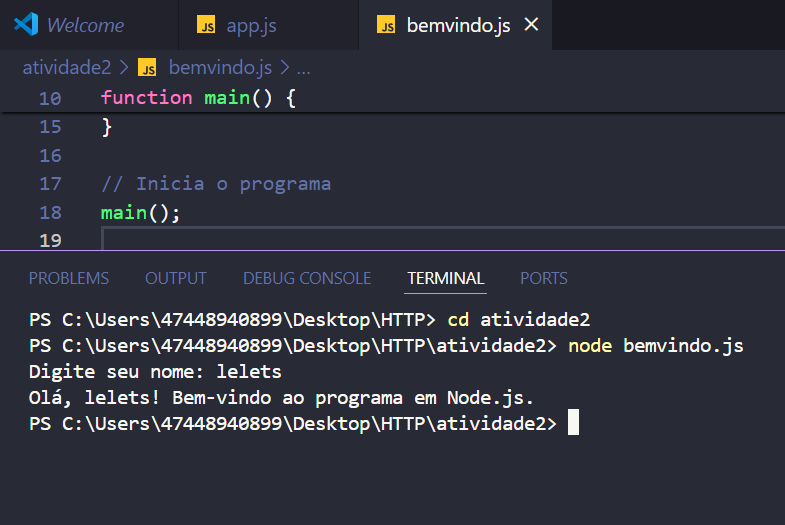 Welcome JS app.js JS bemvindo.js
atividade2 > JS bemvindo.js > ...
10 function main() {
15 }
16
17 // Inicia o programa
18 main();
19
PROBLEMS OUTPUT DEBUG CONSOLE TERMINAL PORTS
PS C:\Users\47448940899\Desktop\HTTP> cd atividade2
PS C:\Users\47448940899\Desktop\HTTP\atividade2> node bemvindo.js
Digite seu nome: lelets
Olá, lelets! Bem-vindo ao programa em Node.js.
PS C:\Users\47448940899\Desktop\HTTP\atividade2>